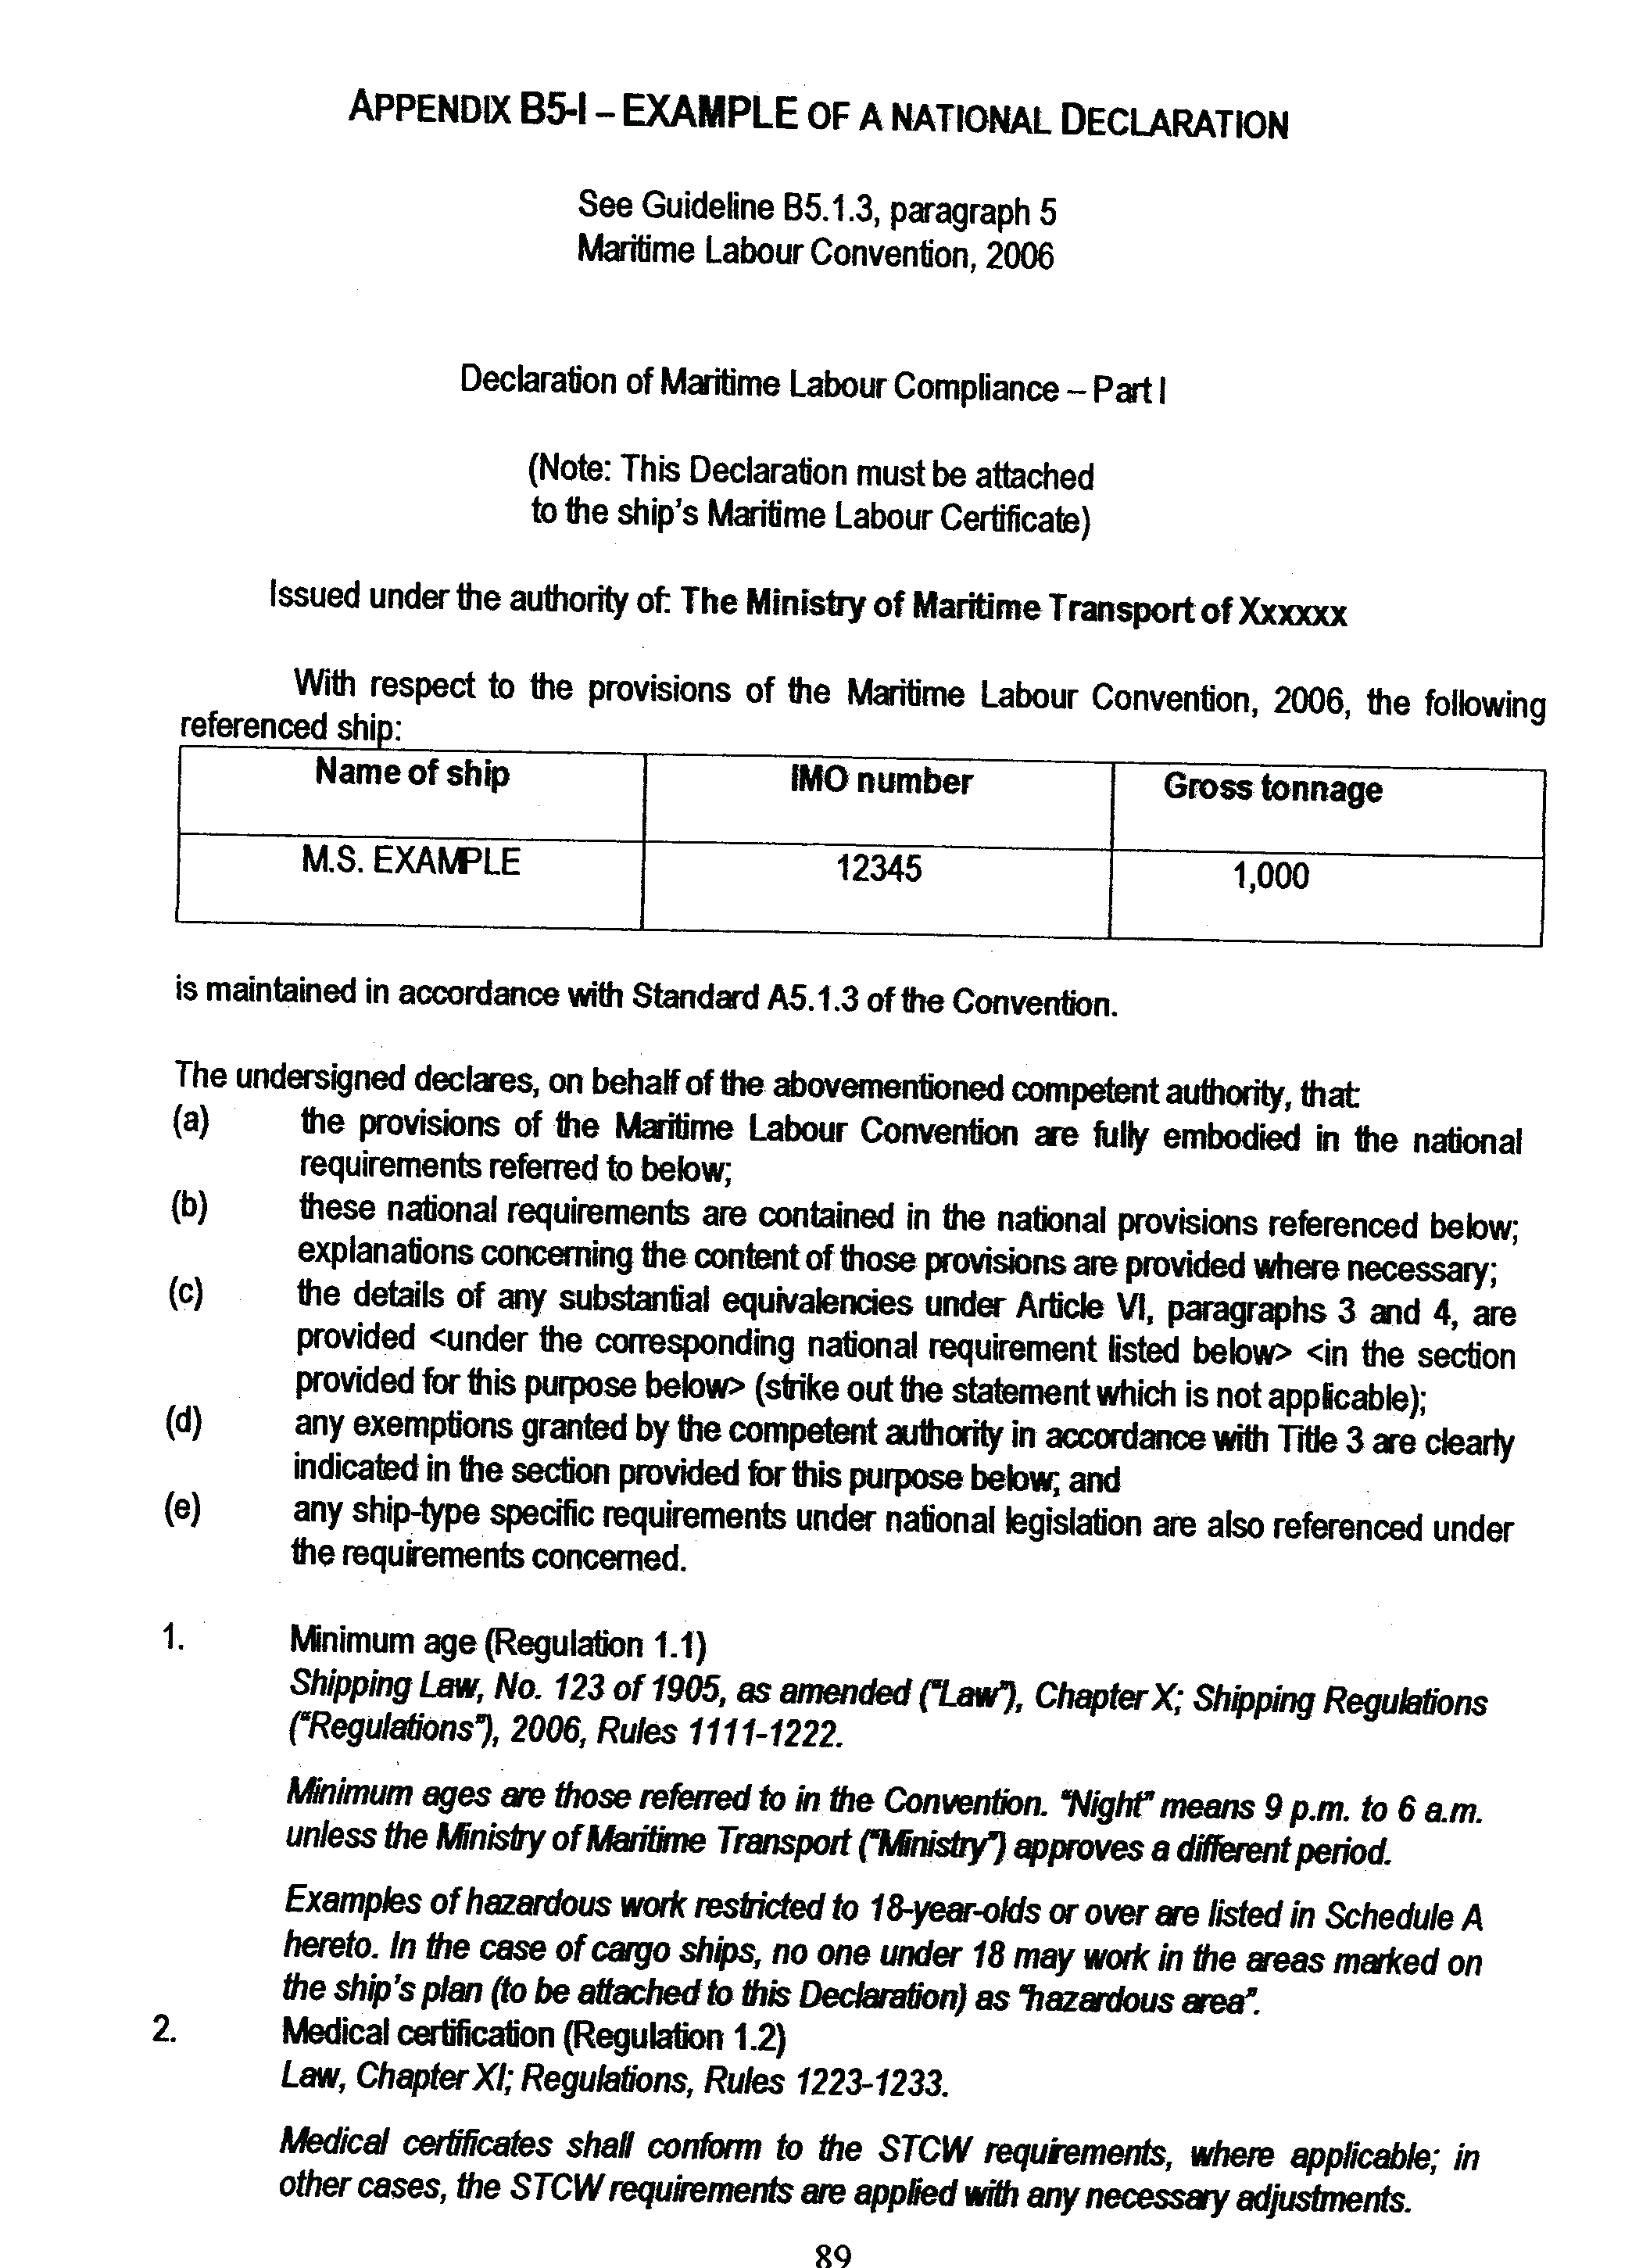 APPENDIX B5-I – EXAMPLE OF A NATIONAL DECLARATION
See Guideline B5.1.3, paragraph 5
Maritime Labour Convention, 2006
Declaration of Maritime Labour Compliance – Part I
(Note: This Declaration must be attached
to the ship's Maritime Labour Certificate)
Issued under the authority of: The Ministry of Maritime Transport of Xxxxxx
With respect to the provisions of the Maritime Labour Convention, 2006, the following
referenced ship:
Name of ship IMO number Gross tonnage
M.S. EXAMPLE 12345 1,000
is maintained in accordance with Standard A5.1.3 of the Convention.
The undersigned declares, on behalf of the abovementioned competent authority, that:
(a) the provisions of the Maritime Labour Convention are fully embodied in the national
requirements referred to below;
(b) these national requirements are contained in the national provisions referenced below;
explanations concerning the content of those provisions are provided where necessary;
(c) the details of any substantial equivalencies under Article VI, paragraphs 3 and 4, are
provided <under the corresponding national requirement listed below> <in the section
provided for this purpose below> (strike out the statement which is not applicable);
(d) any exemptions granted by the competent authority in accordance with Title 3 are clearly
indicated in the section provided for this purpose below; and
(e) any ship-type specific requirements under national legislation are also referenced under
the requirements concerned.
1. Minimum age (Regulation 1.1)
Shipping Law, No. 123 of 1905, as amended ("Law"), Chapter X; Shipping Regulations
("Regulations"), 2006, Rules 1111-1222.
Minimum ages are those referred to in the Convention. "Night" means 9 p.m. to 6 a.m.
unless the Ministry of Maritime Transport ("Ministry") approves a different period.
Examples of hazardous work restricted to 18-year-olds or over are listed in Schedule A
hereto. In the case of cargo ships, no one under 18 may work in the areas marked on
the ship's plan (to be attached to this Declaration) as "hazardous area".
2. Medical certification (Regulation 1.2)
Law, Chapter XI; Regulations, Rules 1223-1233.
Medical certificates shall conform to the STCW requirements, where applicable; in
other cases, the STCW requirements are applied with any necessary adjustments.
89